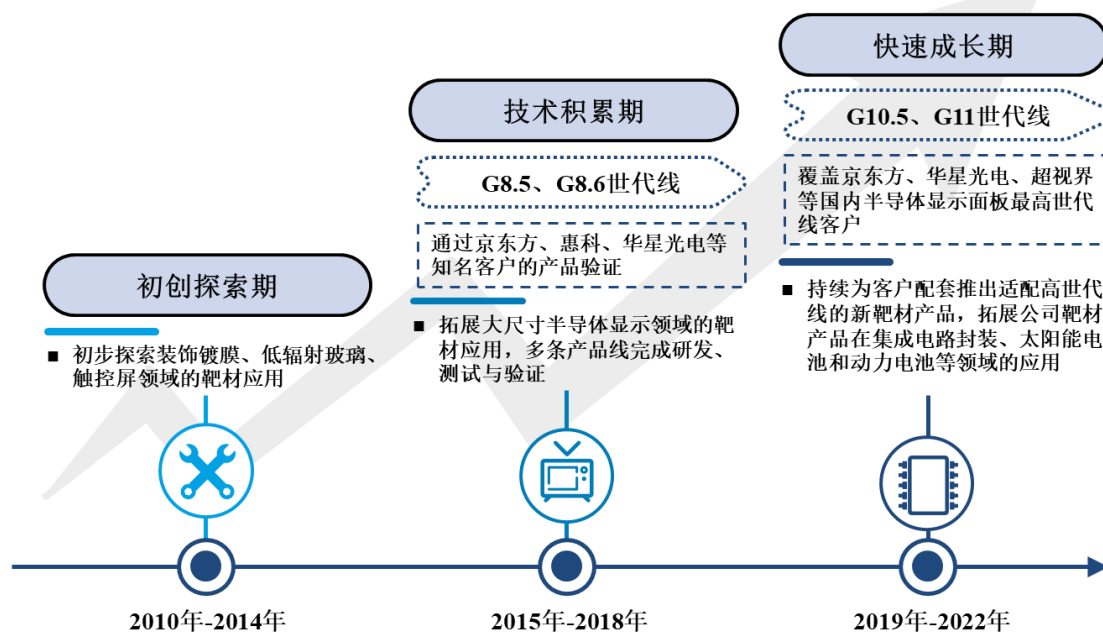 初创探索期
初步探索装饰镀膜、低辐射玻璃、
触控屏领域的靶材应用
2010年-2014年
技术积累期
G8.5、G8.6世代线
通过京东方、惠科、华星光电等
知名客户的产品验证
拓展大尺寸半导体显示领域的靶
材应用，多条产品线完成研发、
测试与验证
2015年-2018年
快速成长期
G10.5、G11世代线
覆盖京东方、华星光电、超视界
等国内半导体显示面板最高世代
线客户
持续为客户配套推出适配高世代
线的新靶材产品，拓展公司靶材
产品在集成电路封装、太阳能电
池和动力电池等领域的应用
2019年-2022年